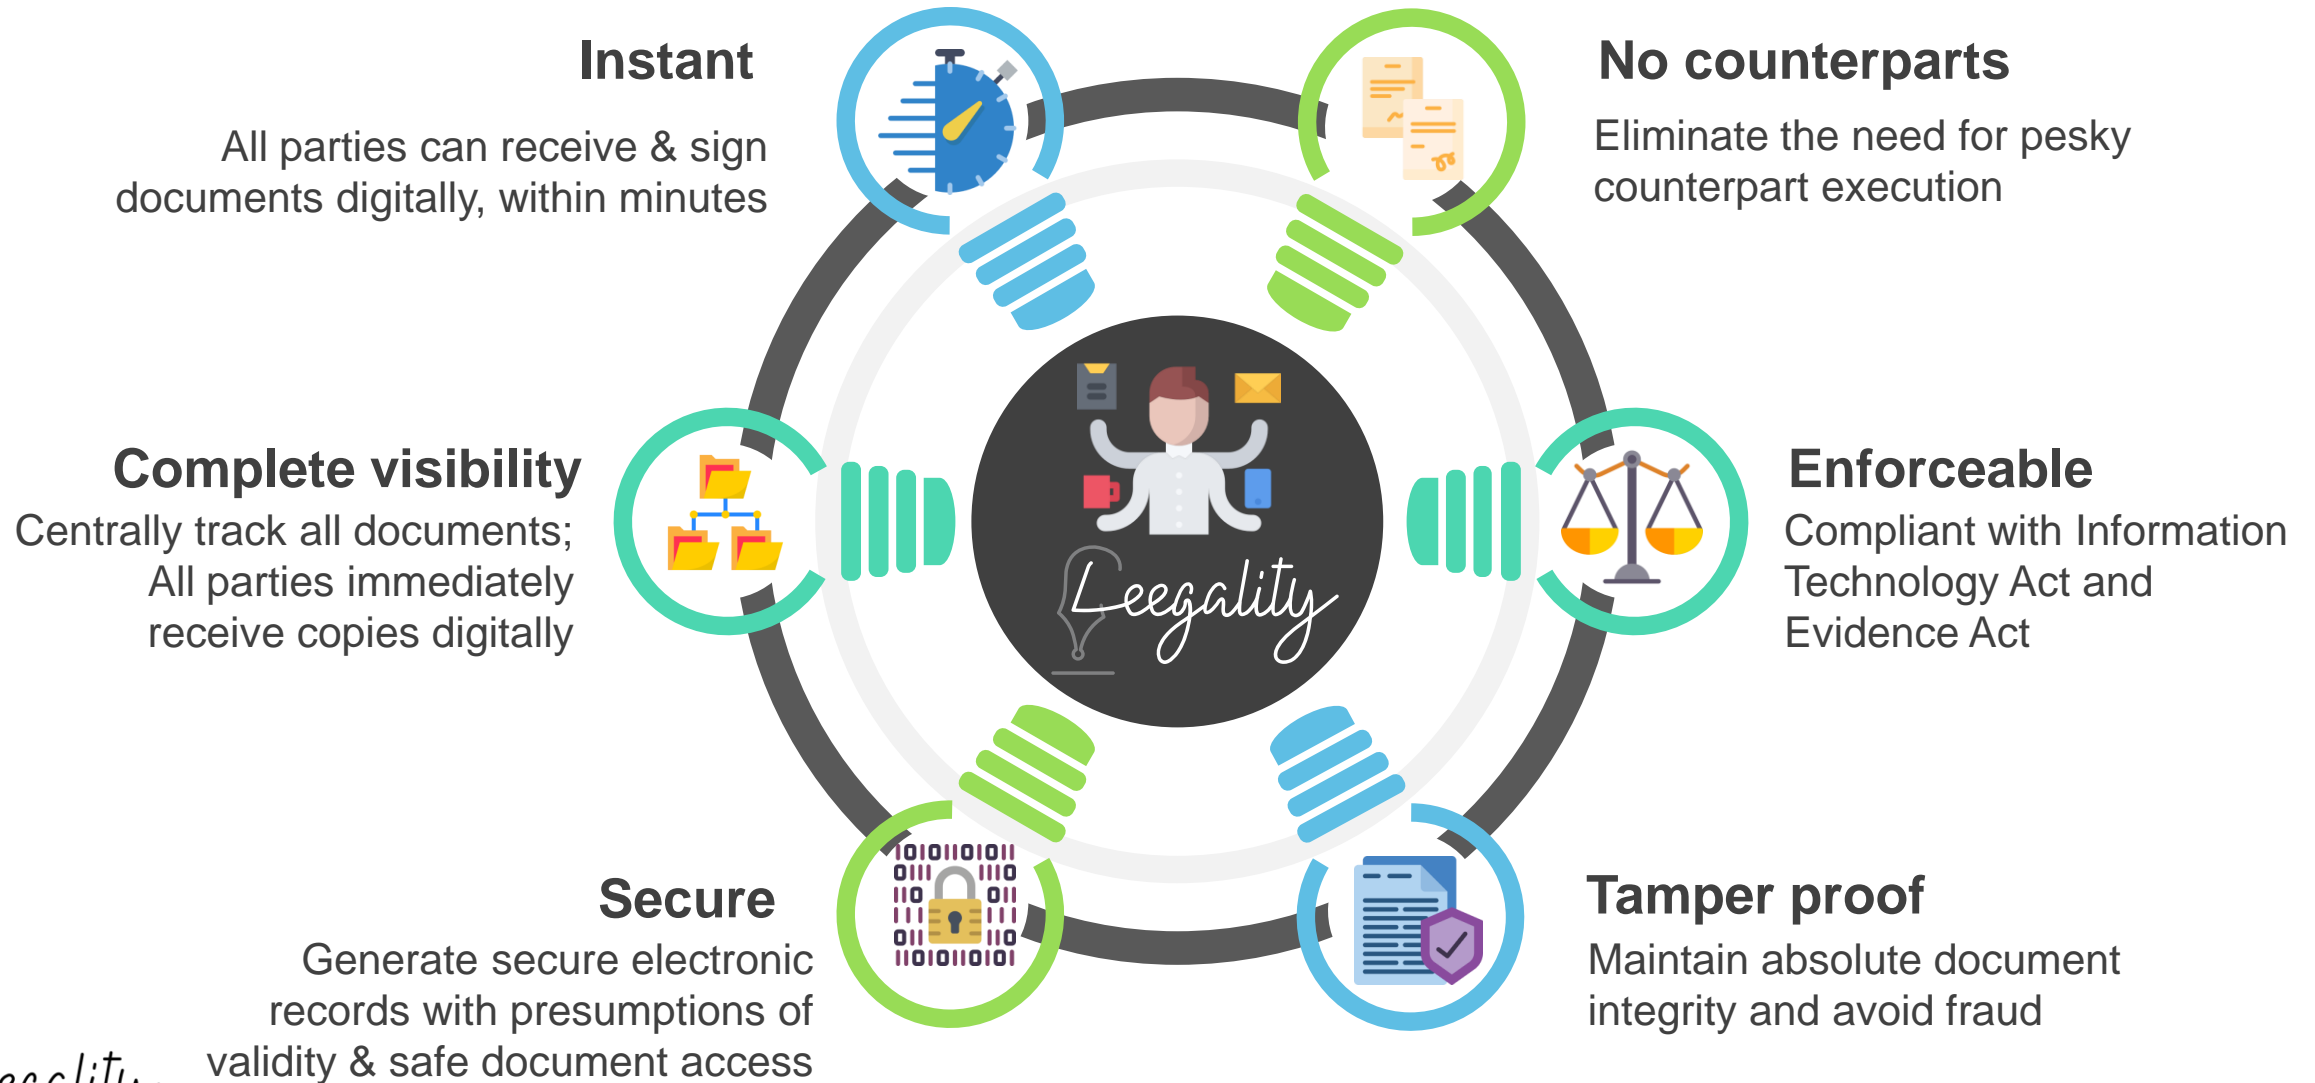 Instant
All parties can receive & sign
documents digitally, within minutes
No counterparts
Eliminate the need for pesky
counterpart execution
Complete visibility
Centrally track all documents;
All parties immediately
receive copies digitally
Leegality
Enforceable
Compliant with Information
Technology Act and
Evidence Act
Secure
Generate secure electronic
records with presumptions of
validity & safe document access
Tamper proof
Maintain absolute document
integrity and avoid fraud